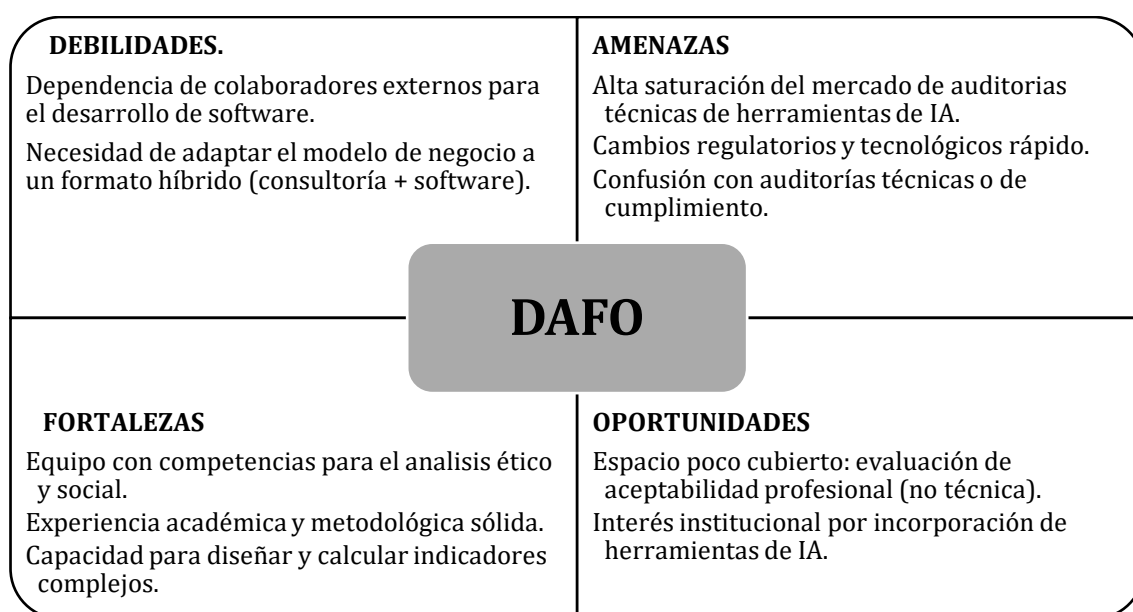 DEBILIDADES.
Dependencia de colaboradores externos para
el desarrollo de software.
Necesidad de adaptar el modelo de negocio a
un formato híbrido (consultoría + software).
AMENAZAS
Alta saturación del mercado de auditorias
técnicas de herramientas de IA.
Cambios regulatorios y tecnológicos rápido.
Confusión con auditorías técnicas o de
cumplimiento.
DAFO
FORTALEZAS
Equipo con competencias para el analisis ético
y social.
Experiencia académica y metodológica sólida.
Capacidad para diseñar y calcular indicadores
complejos.
OPORTUNIDADES
Espacio poco cubierto: evaluación de
aceptabilidad profesional (no técnica).
Interés institucional por incorporación de
herramientas de IA.